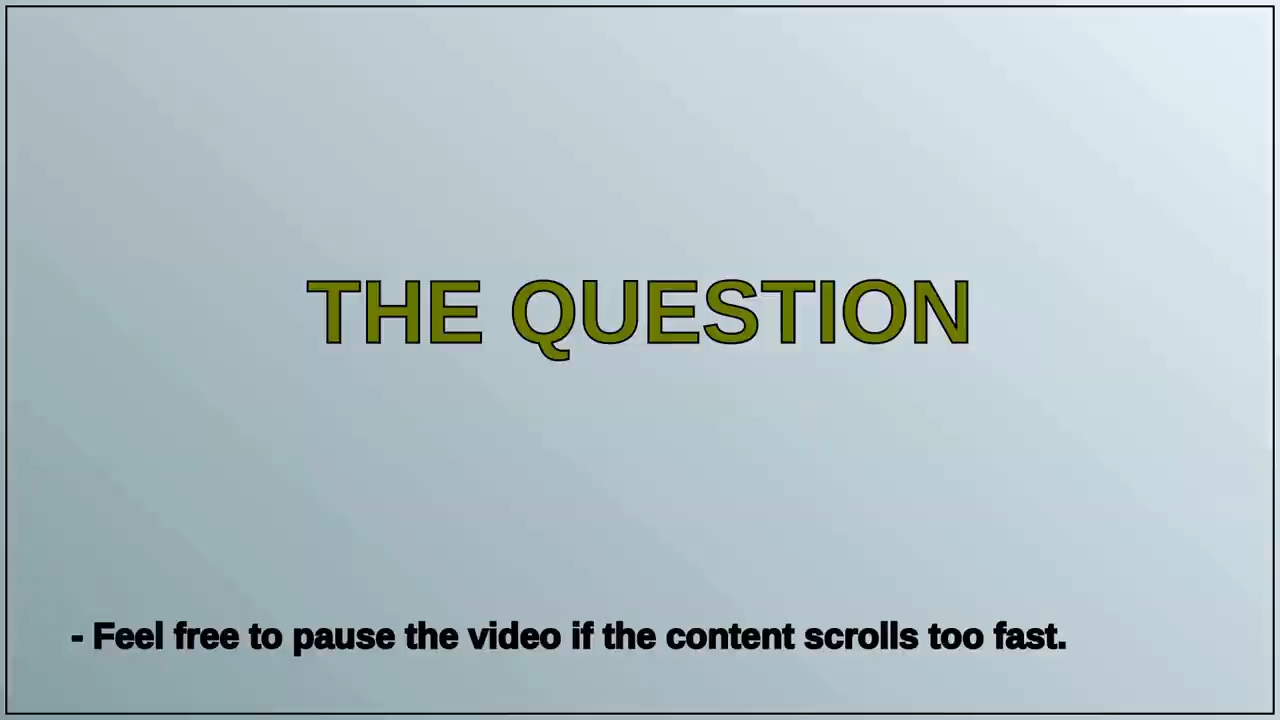 THE QUESTION
- Feel free to pause the video if the content scrolls too fast.